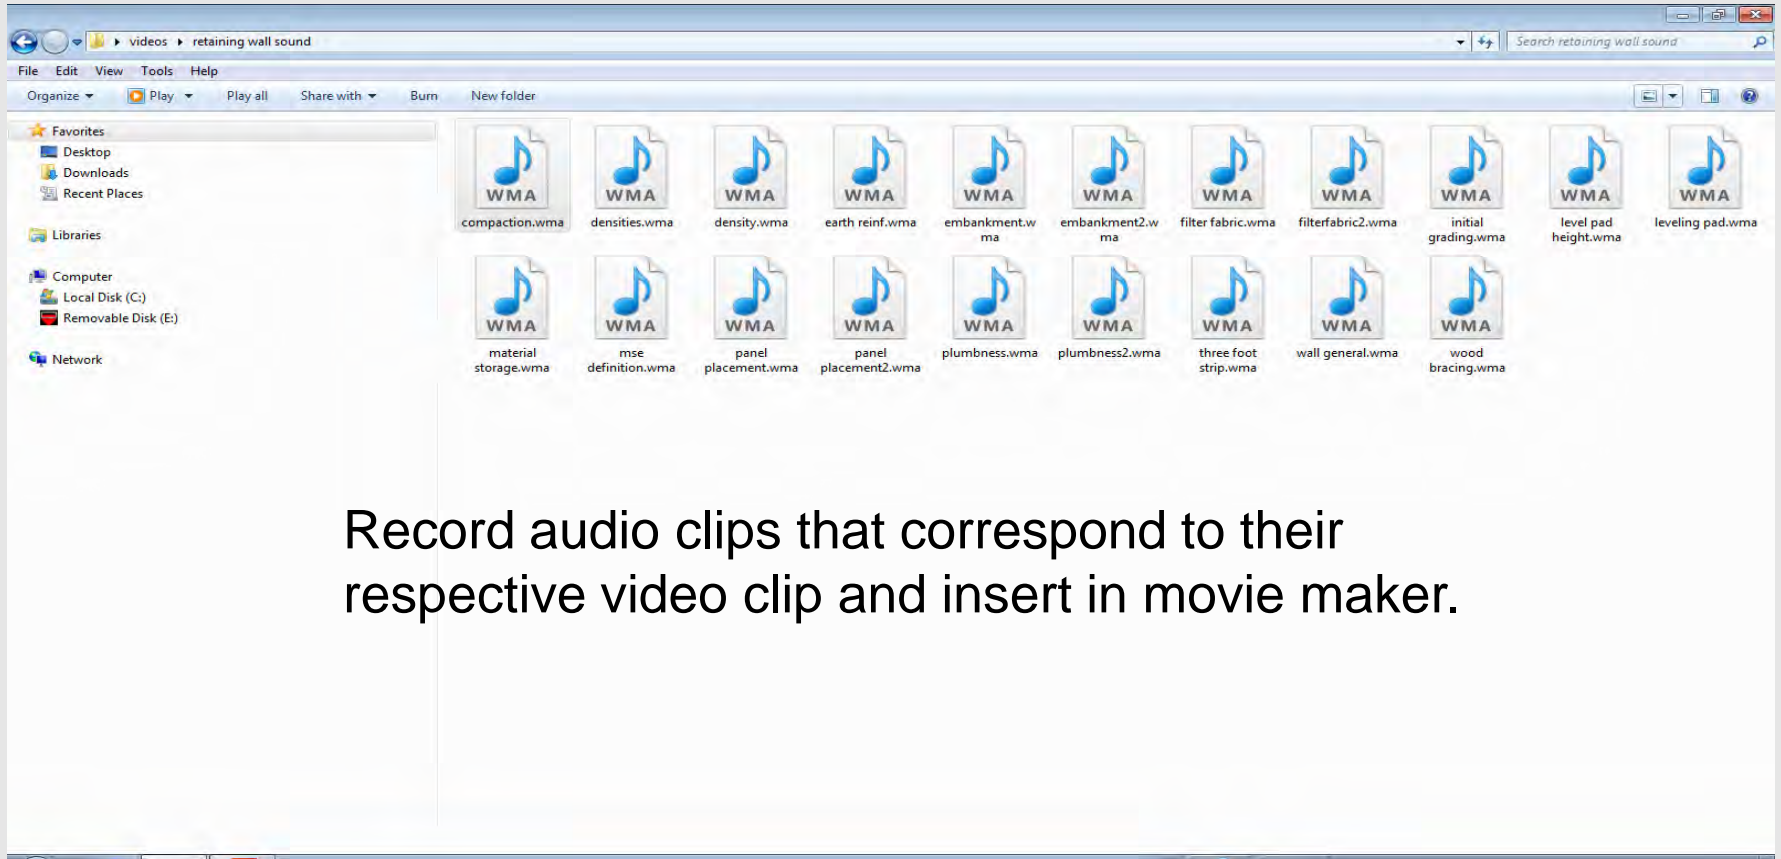 videos ▸ retaining wall sound
Search retaining wall sound
File Edit View Tools Help
Organize Play Play all Share with Burn New folder
Favorites
Desktop
Downloads
Recent Places
Libraries
Computer
Local Disk (C:)
Removable Disk (E:)
Network
WMA WMA WMA WMA WMA WMA WMA WMA WMA WMA WMA
compaction.wma densities.wma density.wma earth reinf.wma embankment.w embankment2.w filter fabric.wma filterfabric2.wma initial level pad leveling pad.wma
ma ma grading.wma height.wma
WMA WMA WMA WMA WMA WMA WMA WMA WMA
material mse panel panel plumbness.wma plumbness2.wma three foot wall general.wma wood
storage.wma definition.wma placement.wma placement2.wma strip.wma bracing.wma
Record audio clips that correspond to their
respective video clip and insert in movie maker.